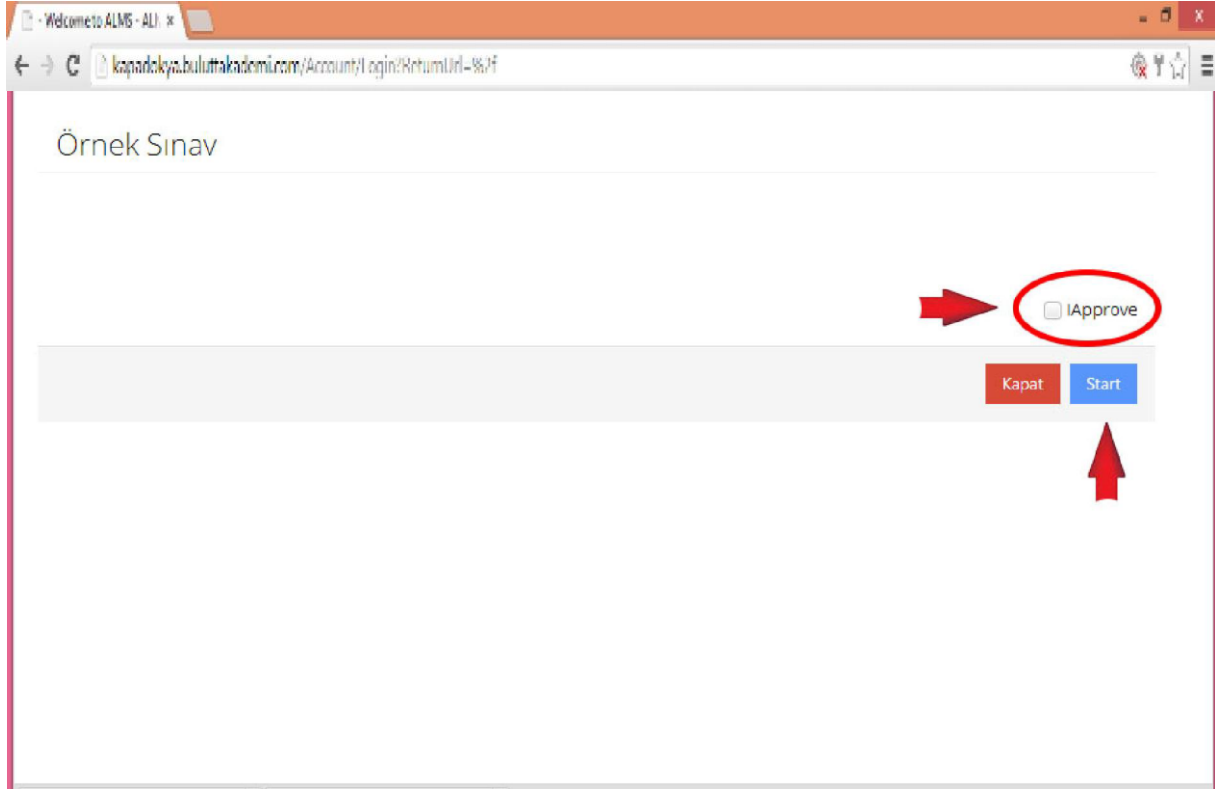 - Welcome to ALMS - AL
kapadokya.buluttakademi.com/Account/Login?ReturnUrl=%2f
Örnek Sınav
IApprove
Kapat Start